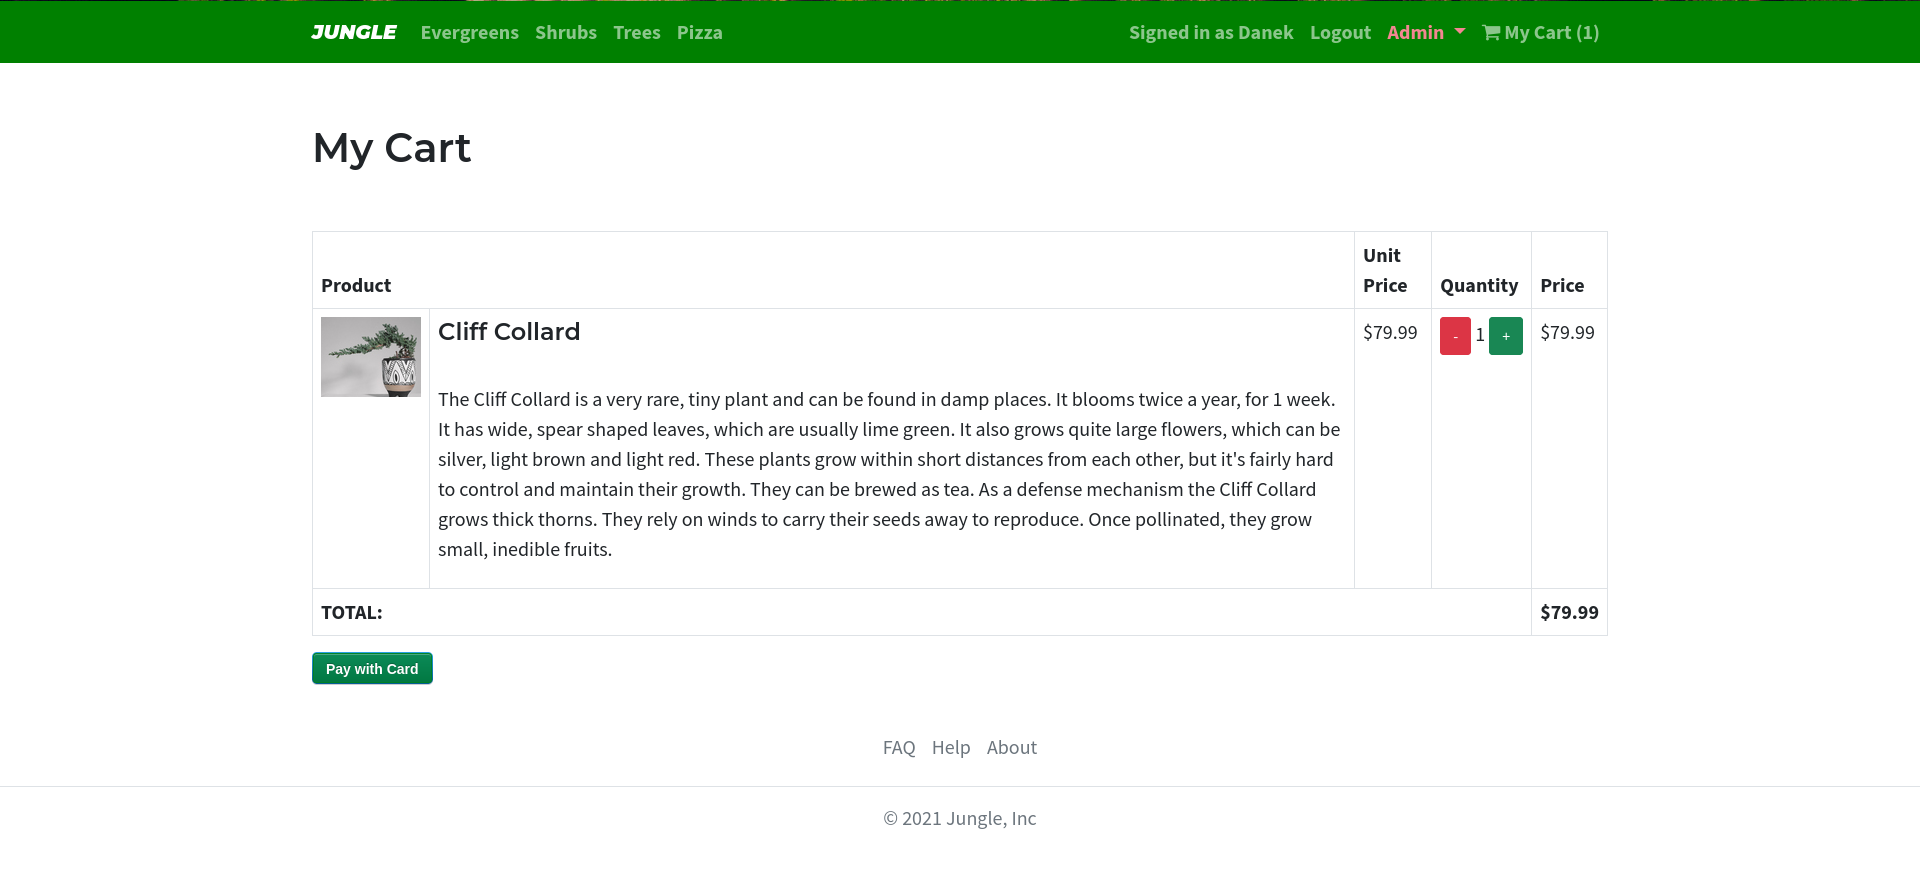 JUNGLE Evergreens Shrubs Trees Pizza Signed in as Danek Logout Admin My Cart (1)
My Cart
Product Unit Price Quantity Price
Cliff Collard $79.99 - 1 + $79.99
The Cliff Collard is a very rare, tiny plant and can be found in damp places. It blooms twice a year, for 1 week.
It has wide, spear shaped leaves, which are usually lime green. It also grows quite large flowers, which can be
silver, light brown and light red. These plants grow within short distances from each other, but it's fairly hard
to control and maintain their growth. They can be brewed as tea. As a defense mechanism the Cliff Collard
grows thick thorns. They rely on winds to carry their seeds away to reproduce. Once pollinated, they grow
small, inedible fruits.
TOTAL: $79.99
Pay with Card
FAQ Help About
© 2021 Jungle, Inc